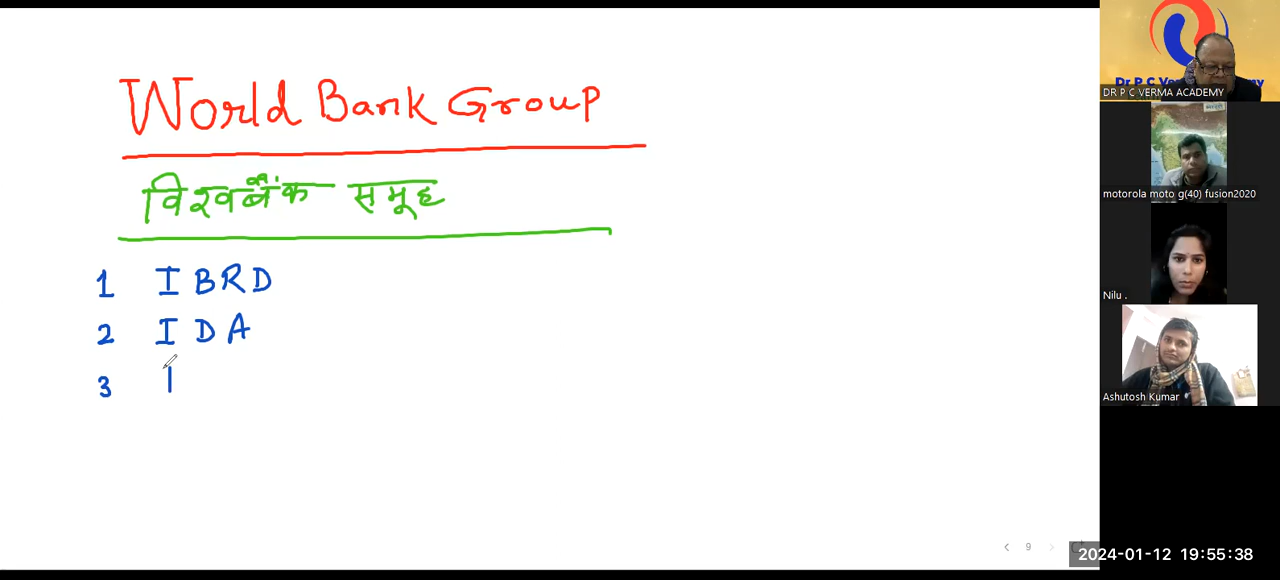 World Bank Group
विश्वबैंक समूह
1 IBRD
2 IDA
3 I
9
DR P C VERMA ACADEMY
motorola moto g(40) fusion2020
Nilu .
Ashutosh Kumar
2024-01-12 19:55:38